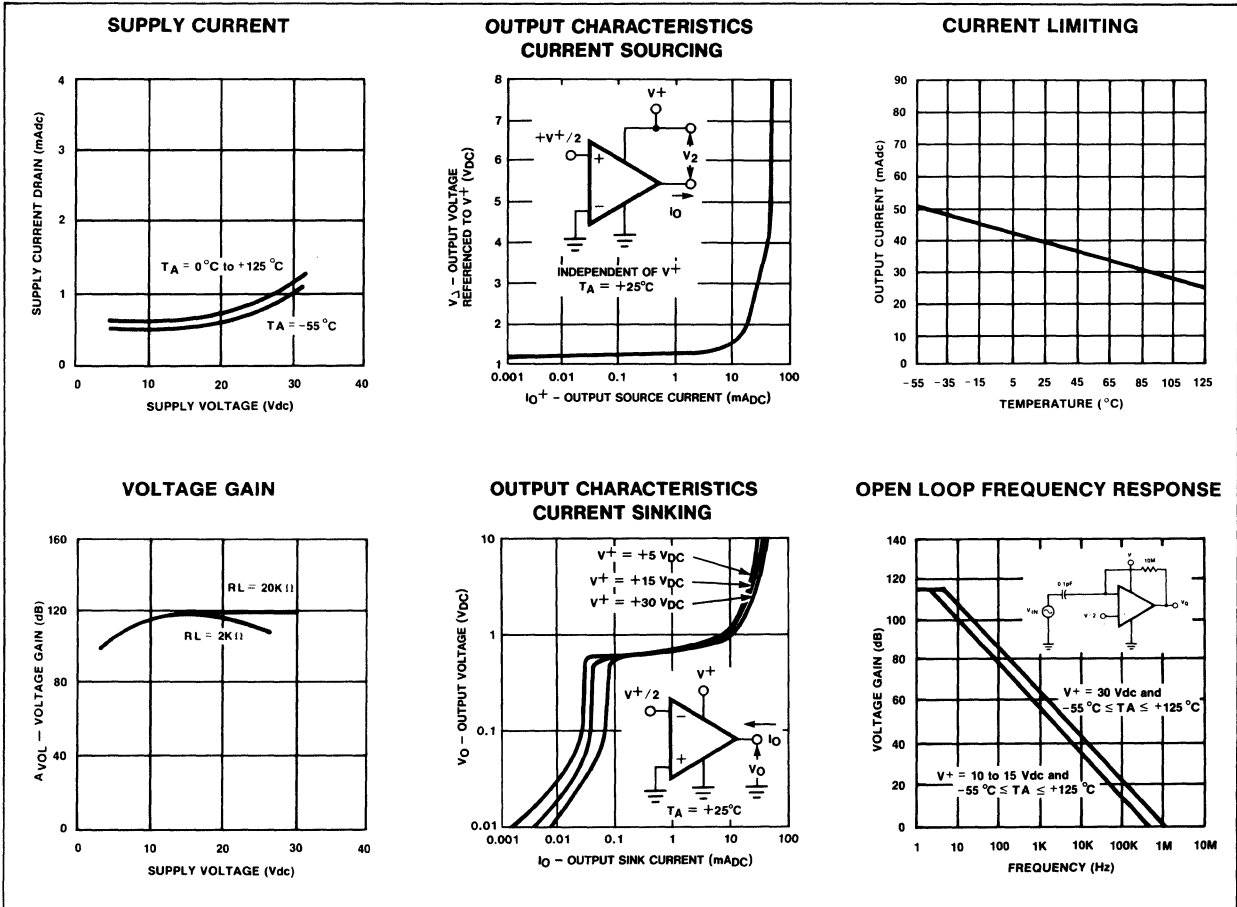 SUPPLY CURRENT
SUPPLY CURRENT DRAIN (mAdc)
4
3
2
1
0
TA = 0°C to +125°C
TA = -55°C
0 10 20 30 40
SUPPLY VOLTAGE (Vdc)
OUTPUT CHARACTERISTICS
CURRENT SOURCING
V∆ – OUTPUT VOLTAGE
REFERENCED TO V+ (VDC)
8
7
6
5
4
3
2
1
V+
+V+/2
+
−
V2
IO
INDEPENDENT OF V+
TA = +25°C
0.001 0.01 0.1 1 10 100
IO+ – OUTPUT SOURCE CURRENT (mADC)
CURRENT LIMITING
OUTPUT CURRENT (mAdc)
90
80
70
60
50
40
30
20
10
0
-55 -35 -15 5 25 45 65 85 105 125
TEMPERATURE (°C)
VOLTAGE GAIN
AVOL — VOLTAGE GAIN (dB)
160
120
80
40
0
RL = 20KΩ
RL = 2KΩ
0 10 20 30 40
SUPPLY VOLTAGE (Vdc)
OUTPUT CHARACTERISTICS
CURRENT SINKING
VO – OUTPUT VOLTAGE (VDC)
10
1
0.1
0.01
V+ = +5 VDC
V+ = +15 VDC
V+ = +30 VDC
V+/2
V+
−
+
IO
VO
TA = +25°C
0.001 0.01 0.1 1 10 100
IO – OUTPUT SINK CURRENT (mADC)
OPEN LOOP FREQUENCY RESPONSE
VOLTAGE GAIN (dB)
140
120
100
80
60
40
20
0
V
10M
VIN
VO
V+ = 30 Vdc and
-55°C ≤ TA ≤ +125°C
V+ = 10 to 15 Vdc and
-55°C ≤ TA ≤ +125°C
1 10 100 1K 10K 100K 1M 10M
FREQUENCY (Hz)